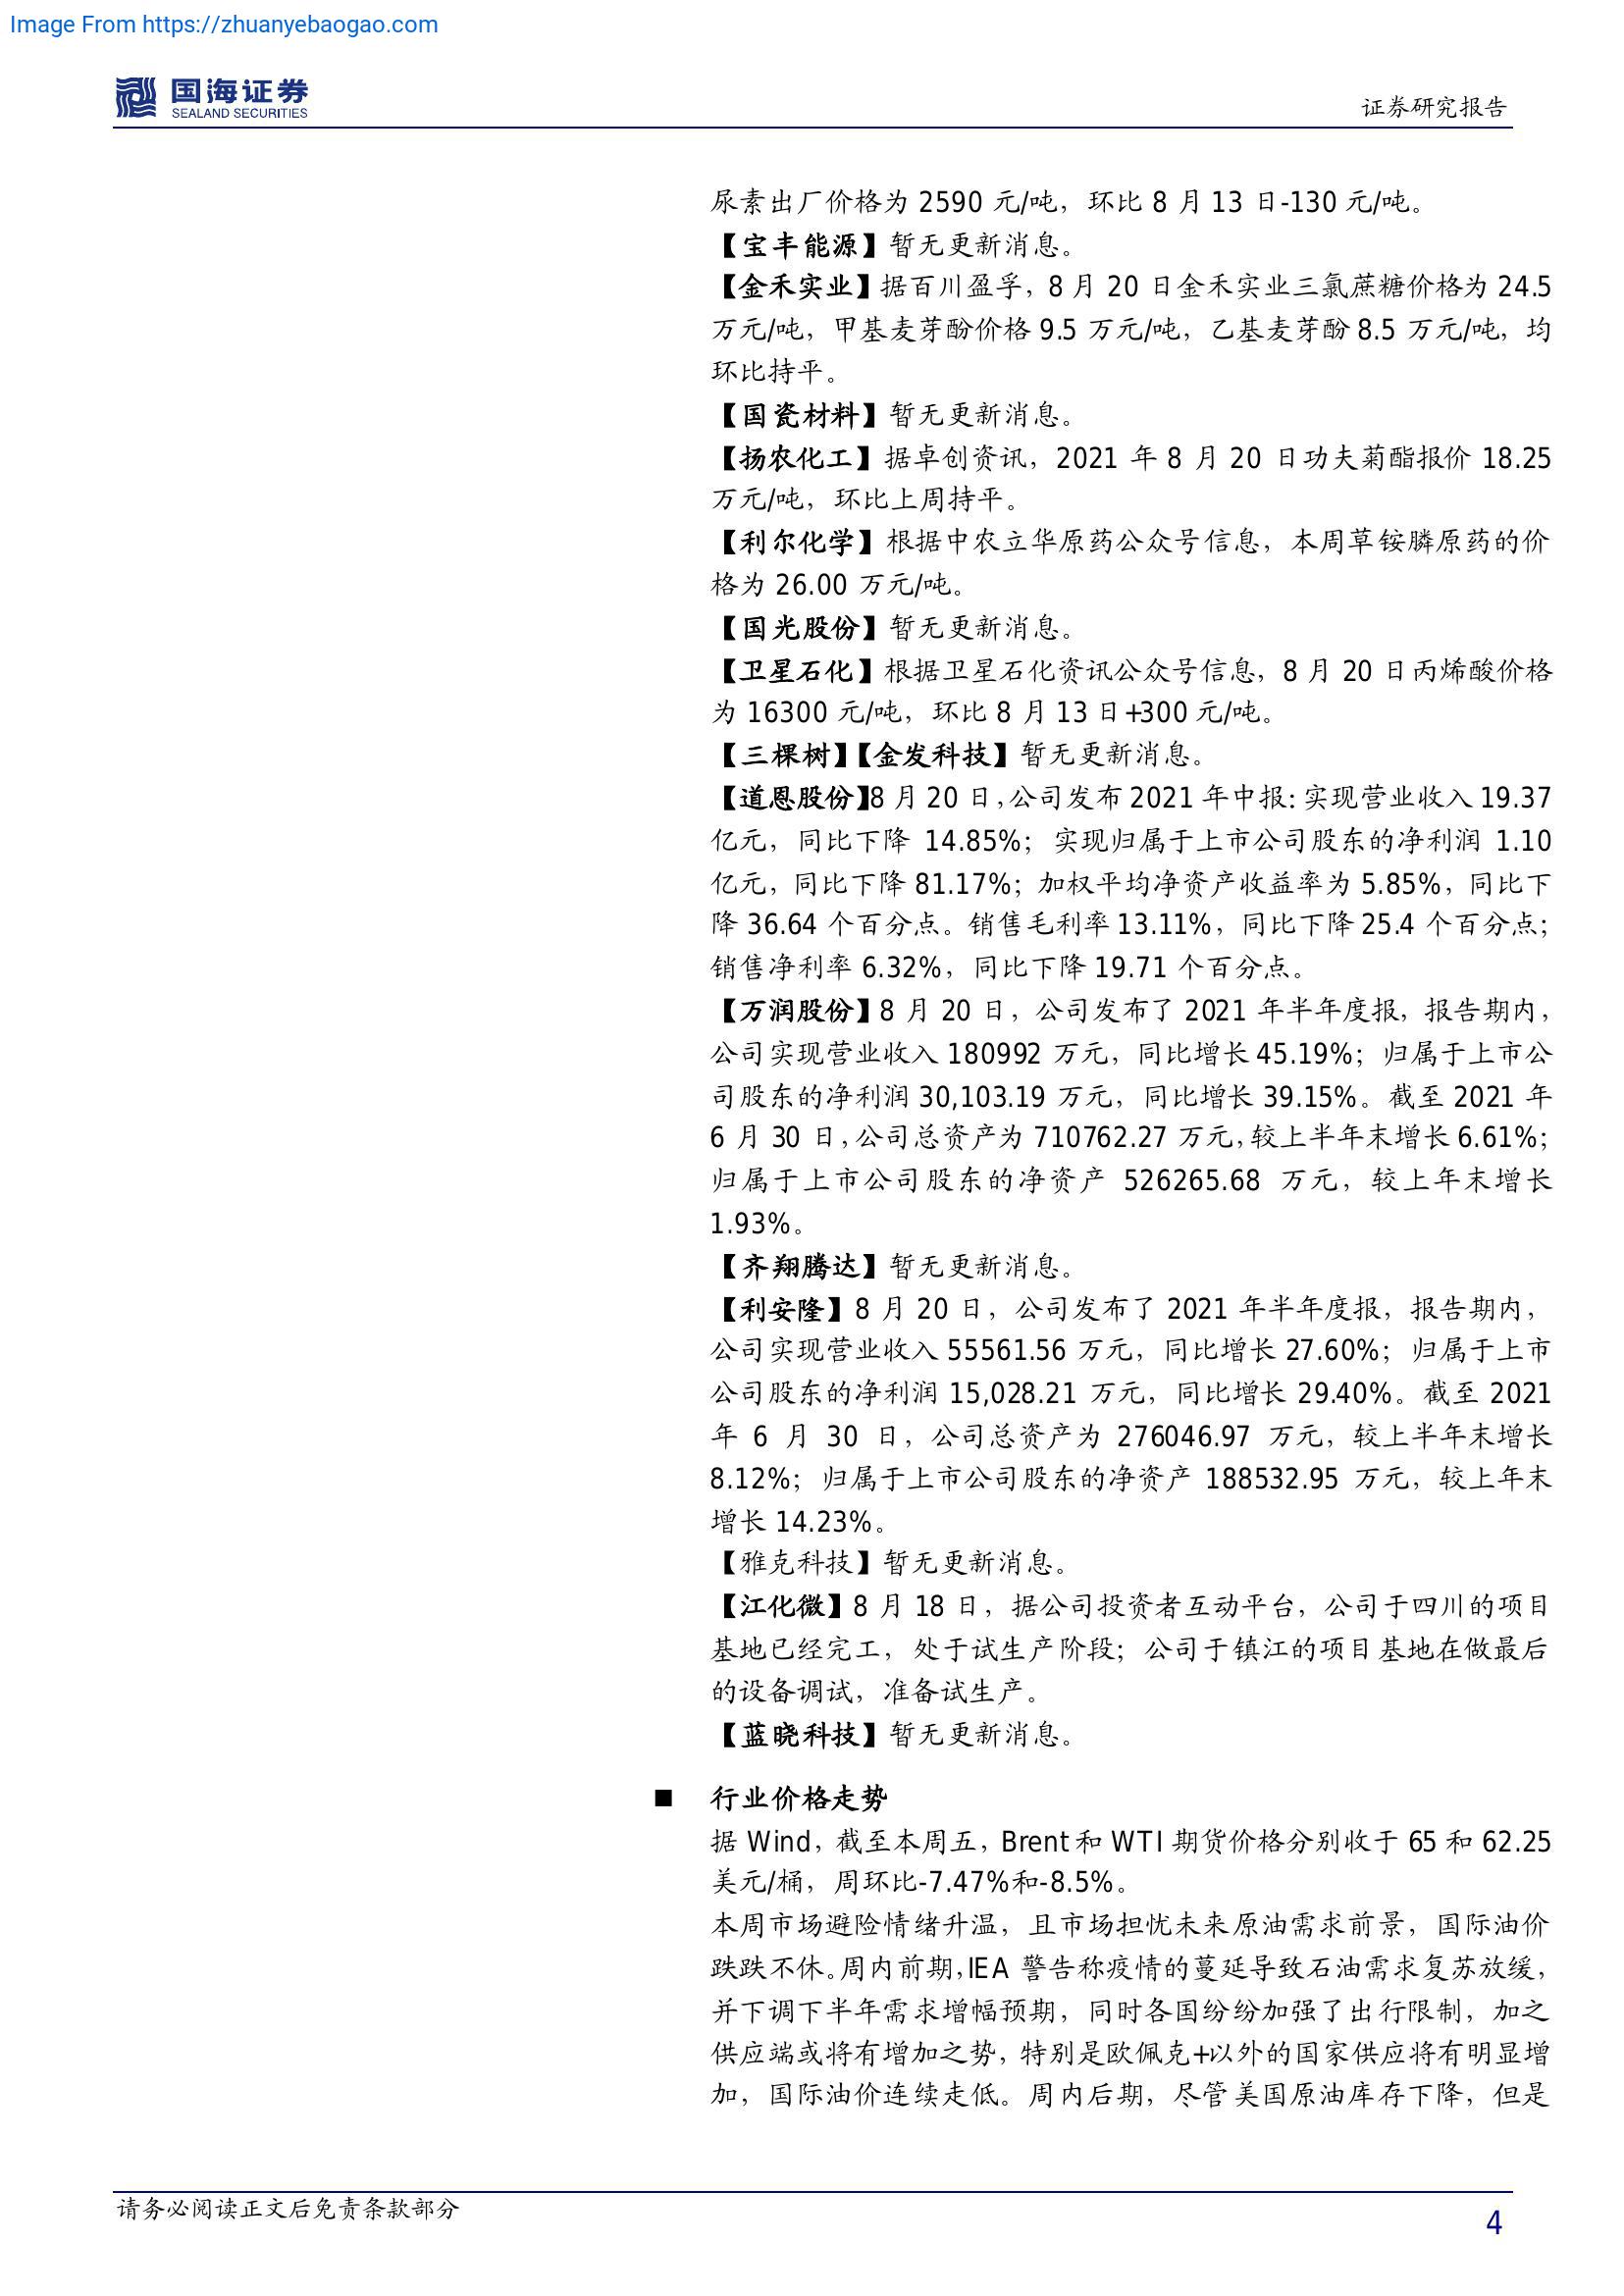 Image From https://zhuanyebaogao.com
国海证券
SEALAND SECURITIES
证券研究报告
尿素出厂价格为 2590 元/吨，环比 8 月 13 日-130 元/吨。
【宝丰能源】暂无更新消息。
【金禾实业】据百川盈孚，8 月 20 日金禾实业三氯蔗糖价格为 24.5
万元/吨，甲基麦芽酚价格 9.5 万元/吨，乙基麦芽酚 8.5 万元/吨，均
环比持平。
【国瓷材料】暂无更新消息。
【扬农化工】据卓创资讯，2021 年 8 月 20 日功夫菊酯报价 18.25
万元/吨，环比上周持平。
【利尔化学】根据中农立华原药公众号信息，本周草铵膦原药的价
格为 26.00 万元/吨。
【国光股份】暂无更新消息。
【卫星石化】根据卫星石化资讯公众号信息，8 月 20 日丙烯酸价格
为 16300 元/吨，环比 8 月 13 日+300 元/吨。
【三棵树】【金发科技】暂无更新消息。
【道恩股份】8 月 20 日，公司发布 2021 年中报：实现营业收入 19.37
亿元，同比下降 14.85%；实现归属于上市公司股东的净利润 1.10
亿元，同比下降 81.17%；加权平均净资产收益率为 5.85%，同比下
降 36.64 个百分点。销售毛利率 13.11%，同比下降 25.4 个百分点；
销售净利率 6.32%，同比下降 19.71 个百分点。
【万润股份】8 月 20 日，公司发布了 2021 年半年度报，报告期内，
公司实现营业收入 180992 万元，同比增长 45.19%；归属于上市公
司股东的净利润 30,103.19 万元，同比增长 39.15%。截至 2021 年
6 月 30 日，公司总资产为 710762.27 万元，较上半年末增长 6.61%；
归属于上市公司股东的净资产 526265.68 万元，较上年末增长
1.93%。
【齐翔腾达】暂无更新消息。
【利安隆】8 月 20 日，公司发布了 2021 年半年度报，报告期内，
公司实现营业收入 55561.56 万元，同比增长 27.60%；归属于上市
公司股东的净利润 15,028.21 万元，同比增长 29.40%。截至 2021
年 6 月 30 日，公司总资产为 276046.97 万元，较上半年末增长
8.12%；归属于上市公司股东的净资产 188532.95 万元，较上年末
增长 14.23%。
【雅克科技】暂无更新消息。
【江化微】8 月 18 日，据公司投资者互动平台，公司于四川的项目
基地已经完工，处于试生产阶段；公司于镇江的项目基地在做最后
的设备调试，准备试生产。
【蓝晓科技】暂无更新消息。
■ 行业价格走势
据 Wind，截至本周五，Brent 和 WTI 期货价格分别收于 65 和 62.25
美元/桶，周环比-7.47%和-8.5%。
本周市场避险情绪升温，且市场担忧未来原油需求前景，国际油价
跌跌不休。周内前期，IEA 警告称疫情的蔓延导致石油需求复苏放缓，
并下调下半年需求增幅预期，同时各国纷纷加强了出行限制，加之
供应端或将有增加之势，特别是欧佩克+以外的国家供应将有明显增
加，国际油价连续走低。周内后期，尽管美国原油库存下降，但是
请务必阅读正文后免责条款部分
4